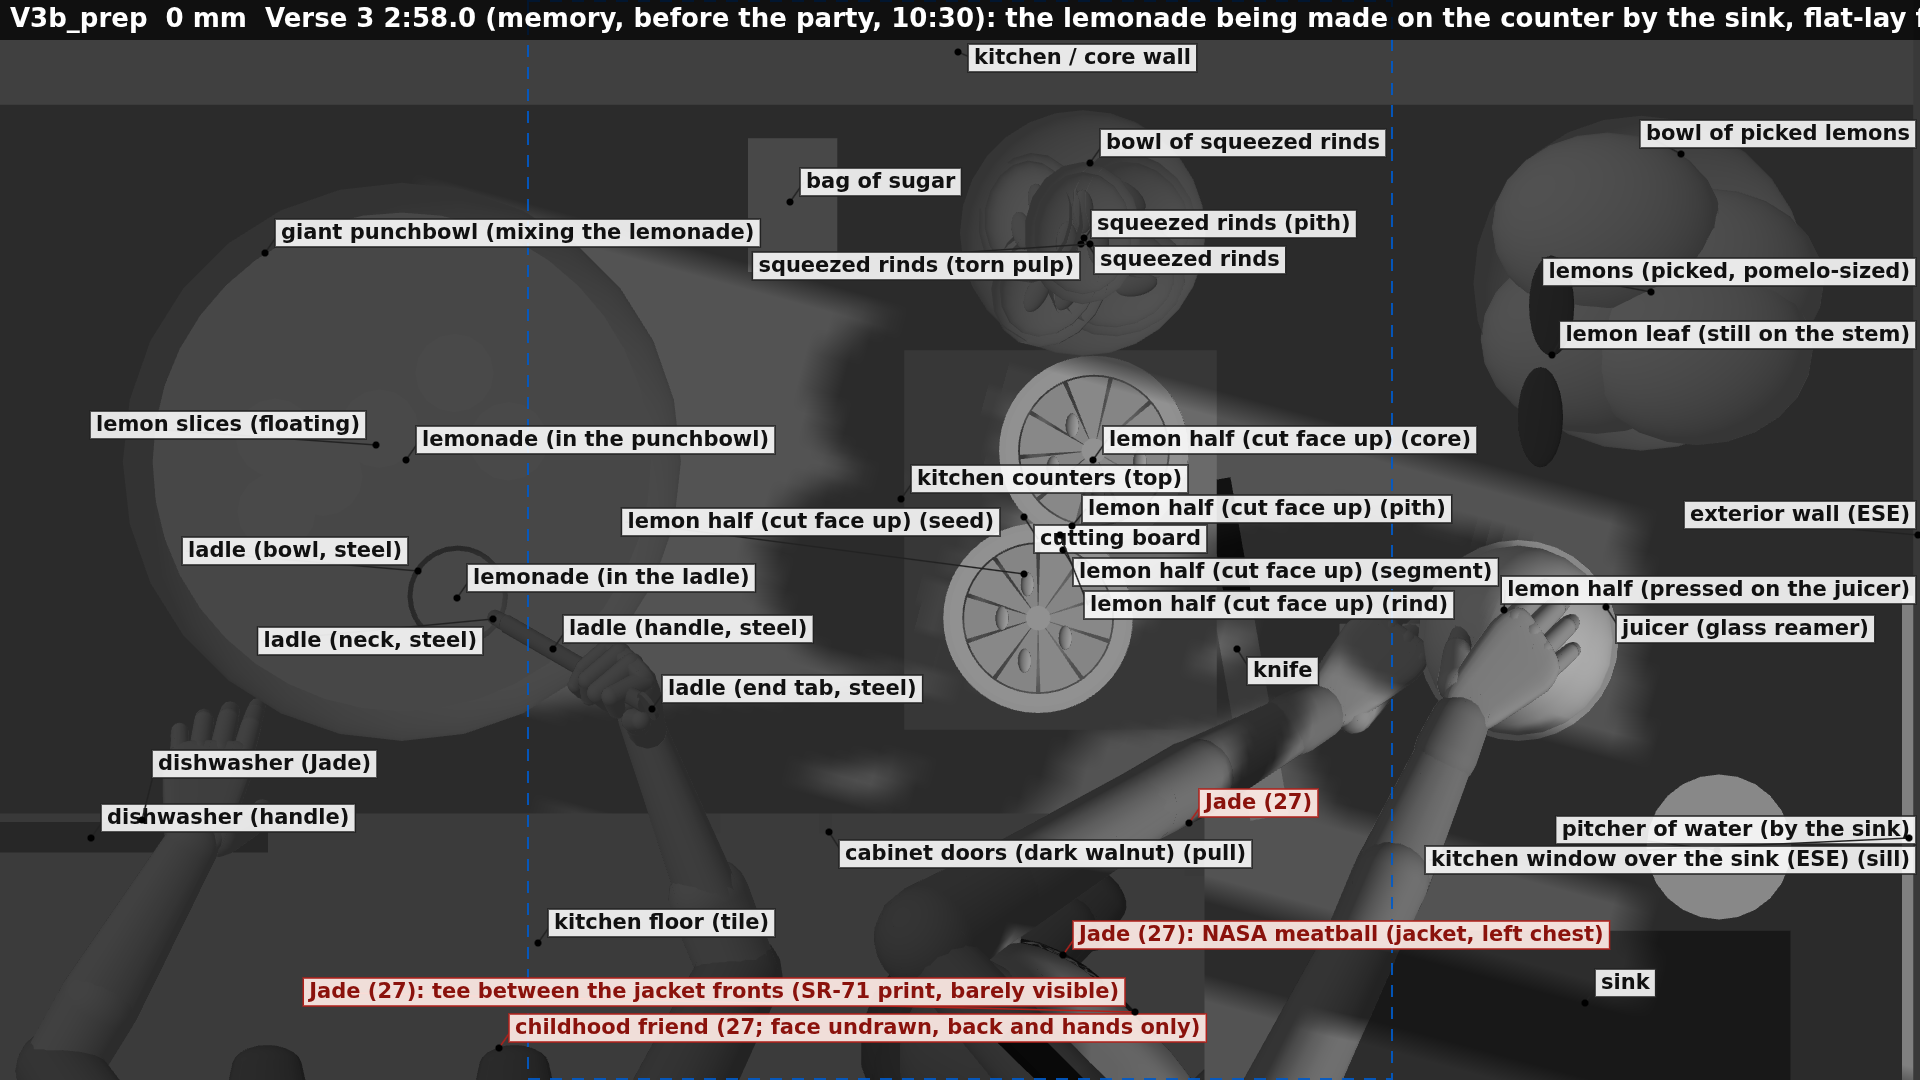 V3b_prep 0 mm Verse 3 2:58.0 (memory, before the party, 10:30): the lemonade being made on the counter by the sink, flat-lay
kitchen / core wall
bowl of picked lemons
bowl of squeezed rinds
bag of sugar
squeezed rinds (pith)
giant punchbowl (mixing the lemonade)
squeezed rinds
squeezed rinds (torn pulp)
lemons (picked, pomelo-sized)
lemon leaf (still on the stem)
lemon slices (floating)
lemonade (in the punchbowl)
lemon half (cut face up) (core)
kitchen counters (top)
lemon half (cut face up) (pith)
exterior wall (ESE)
lemon half (cut face up) (seed)
cutting board
ladle (bowl, steel)
lemon half (cut face up) (segment)
lemonade (in the ladle)
lemon half (pressed on the juicer)
lemon half (cut face up) (rind)
ladle (handle, steel)
juicer (glass reamer)
ladle (neck, steel)
knife
ladle (end tab, steel)
dishwasher (Jade)
Jade (27)
dishwasher (handle)
pitcher of water (by the sink)
cabinet doors (dark walnut) (pull)
kitchen window over the sink (ESE) (sill)
kitchen floor (tile)
Jade (27): NASA meatball (jacket, left chest)
sink
Jade (27): tee between the jacket fronts (SR-71 print, barely visible)
childhood friend (27; face undrawn, back and hands only)